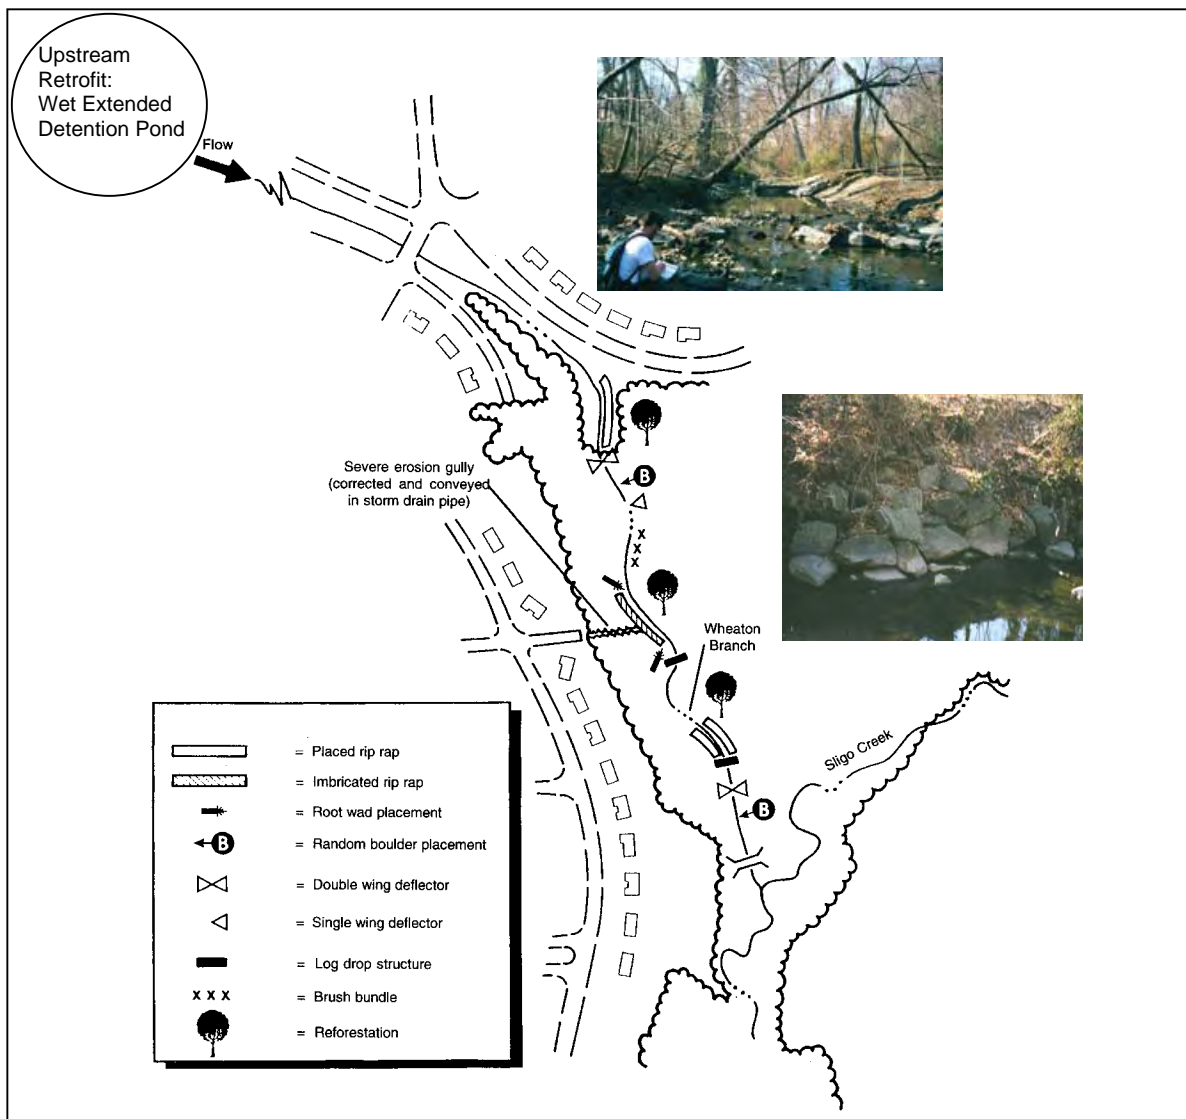 Upstream
Retrofit:
Wet Extended
Detention Pond
Flow
Severe erosion gully
(corrected and conveyed
in storm drain pipe)
B
B
Wheaton
Branch
Sligo Creek
= Placed rip rap
= Imbricated rip rap
= Root wad placement
B = Random boulder placement
= Double wing deflector
= Single wing deflector
= Log drop structure
x x x = Brush bundle
= Reforestation